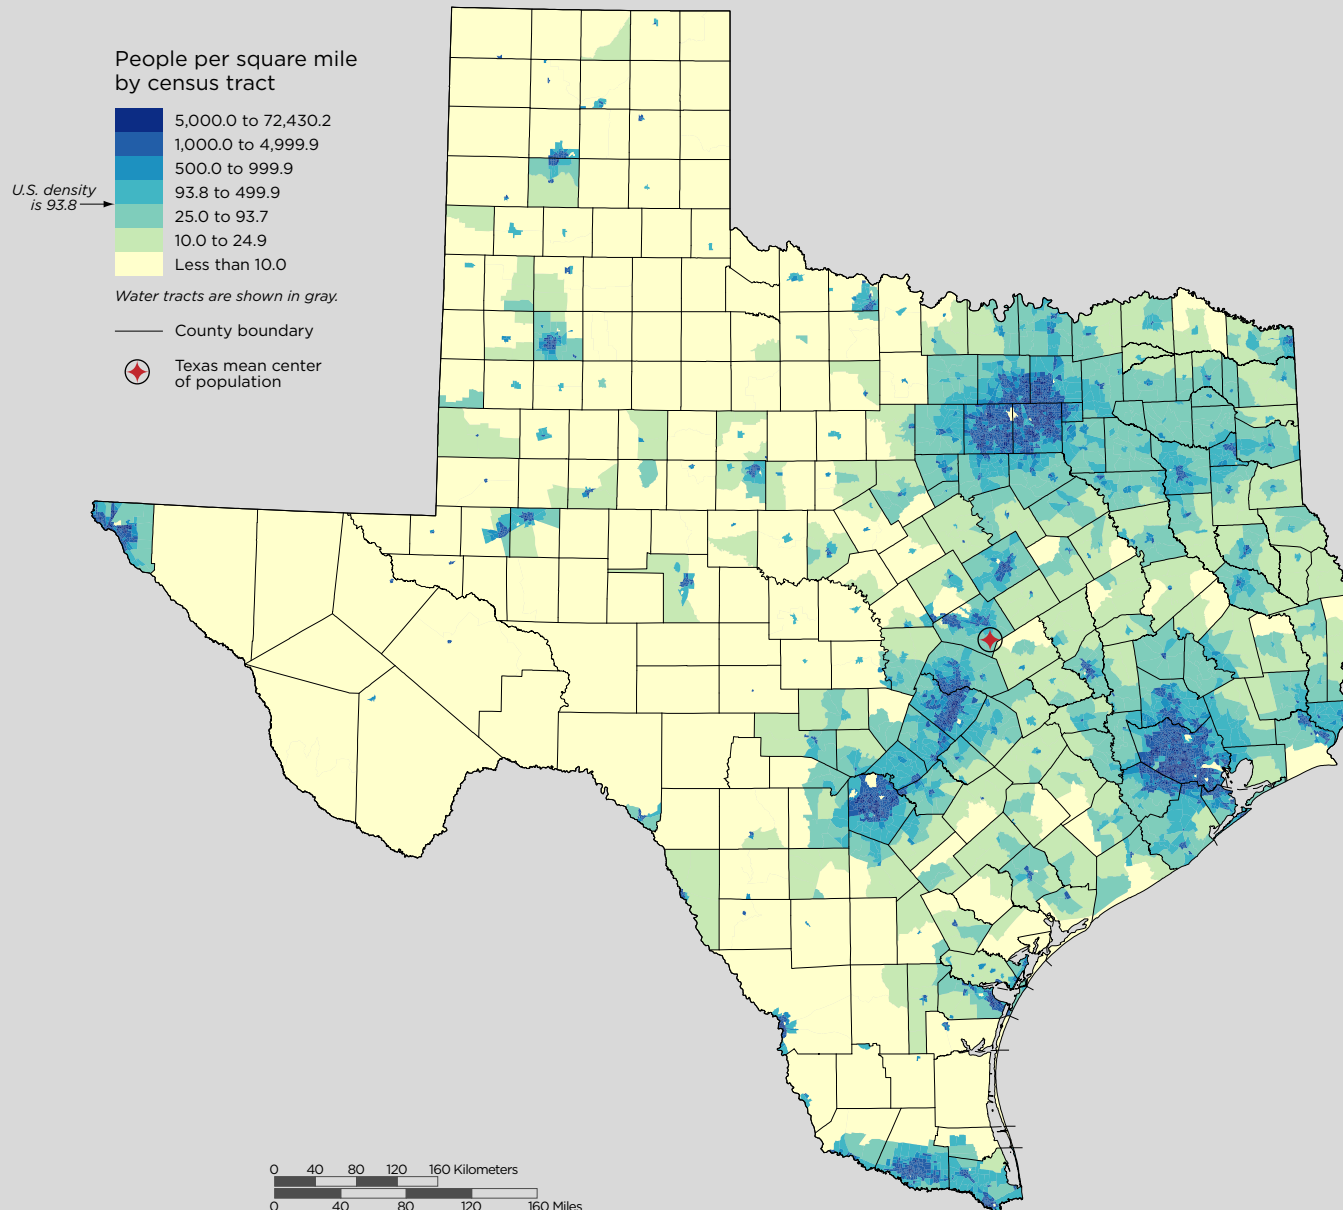 People per square mile
by census tract
5,000.0 to 72,430.2
1,000.0 to 4,999.9
500.0 to 999.9
93.8 to 499.9
25.0 to 93.7
10.0 to 24.9
Less than 10.0
U.S. density
is 93.8
Water tracts are shown in gray.
County boundary
Texas mean center
of population
0 40 80 120 160 Kilometers
0 40 80 120 160 Miles